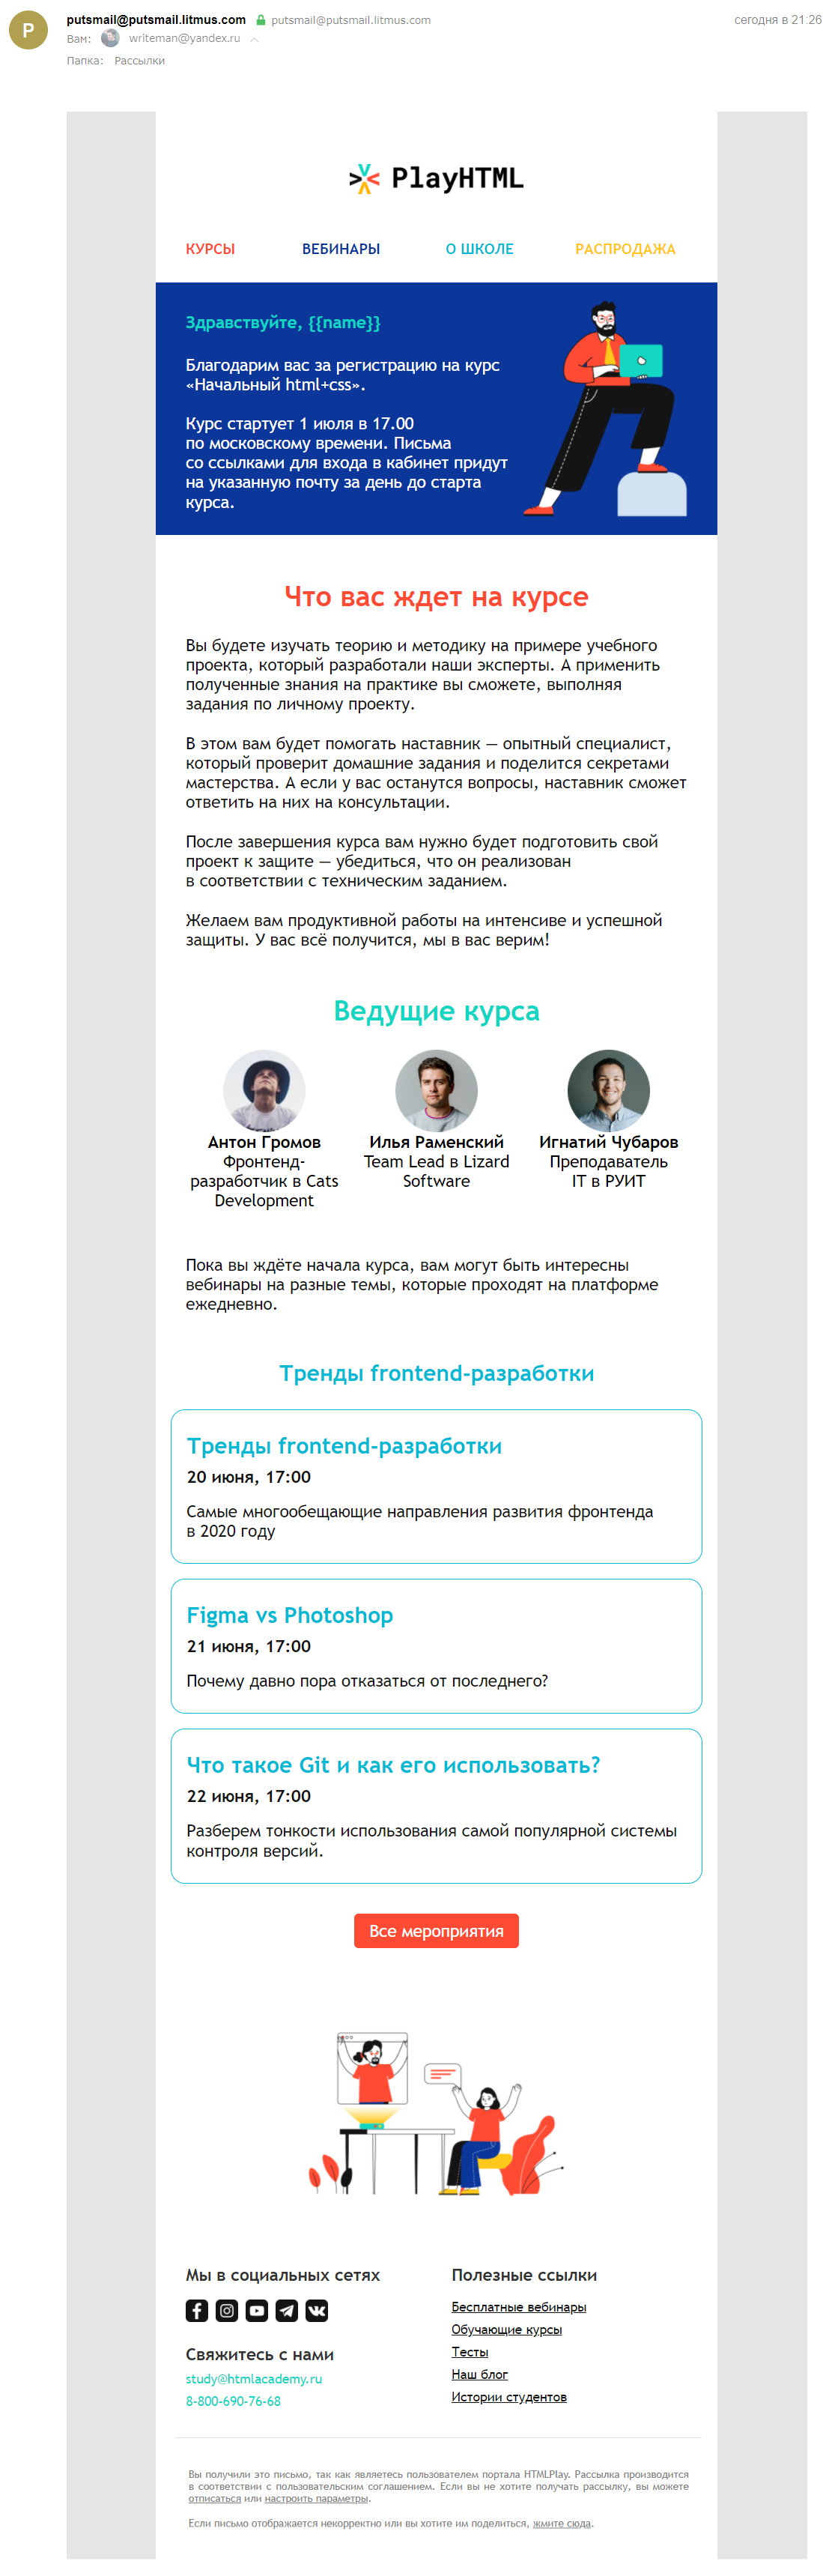 P
putsmail@putsmail.litmus.com putsmail@putsmail.litmus.com сегодня в 21:26
Вам: writeman@yandex.ru
Папка: Рассылки
PlayHTML
КУРСЫ ВЕБИНАРЫ О ШКОЛЕ РАСПРОДАЖА
Здравствуйте, {{name}}
Благодарим вас за регистрацию на курс
«Начальный html+css».
Курс стартует 1 июля в 17.00
по московскому времени. Письма
со ссылками для входа в кабинет придут
на указанную почту за день до старта
курса.
Что вас ждет на курсе
Вы будете изучать теорию и методику на примере учебного
проекта, который разработали наши эксперты. А применить
полученные знания на практике вы сможете, выполняя
задания по личному проекту.
В этом вам будет помогать наставник — опытный специалист,
который проверит домашние задания и поделится секретами
мастерства. А если у вас останутся вопросы, наставник сможет
ответить на них на консультации.
После завершения курса вам нужно будет подготовить свой
проект к защите — убедиться, что он реализован
в соответствии с техническим заданием.
Желаем вам продуктивной работы на интенсиве и успешной
защиты. У вас всё получится, мы в вас верим!
Ведущие курса
Антон Громов
Фронтенд-
разработчик в Cats
Development
Илья Раменский
Team Lead в Lizard
Software
Игнатий Чубаров
Преподаватель
IT в РУИТ
Пока вы ждёте начала курса, вам могут быть интересны
вебинары на разные темы, которые проходят на платформе
ежедневно.
Тренды frontend-разработки
Тренды frontend-разработки
20 июня, 17:00
Самые многообещающие направления развития фронтенда
в 2020 году
Figma vs Photoshop
21 июня, 17:00
Почему давно пора отказаться от последнего?
Что такое Git и как его использовать?
22 июня, 17:00
Разберем тонкости использования самой популярной системы
контроля версий.
Все мероприятия
Мы в социальных сетях
Свяжитесь с нами
study@htmlacademy.ru
8-800-690-76-68
Полезные ссылки
Бесплатные вебинары
Обучающие курсы
Тесты
Наш блог
Истории студентов
Вы получили это письмо, так как являетесь пользователем портала HTMLPlay. Рассылка производится
в соответствии с пользовательским соглашением. Если вы не хотите получать рассылку, вы можете
отписаться или настроить параметры.
Если письмо отображается некорректно или вы хотите им поделиться, жмите сюда.